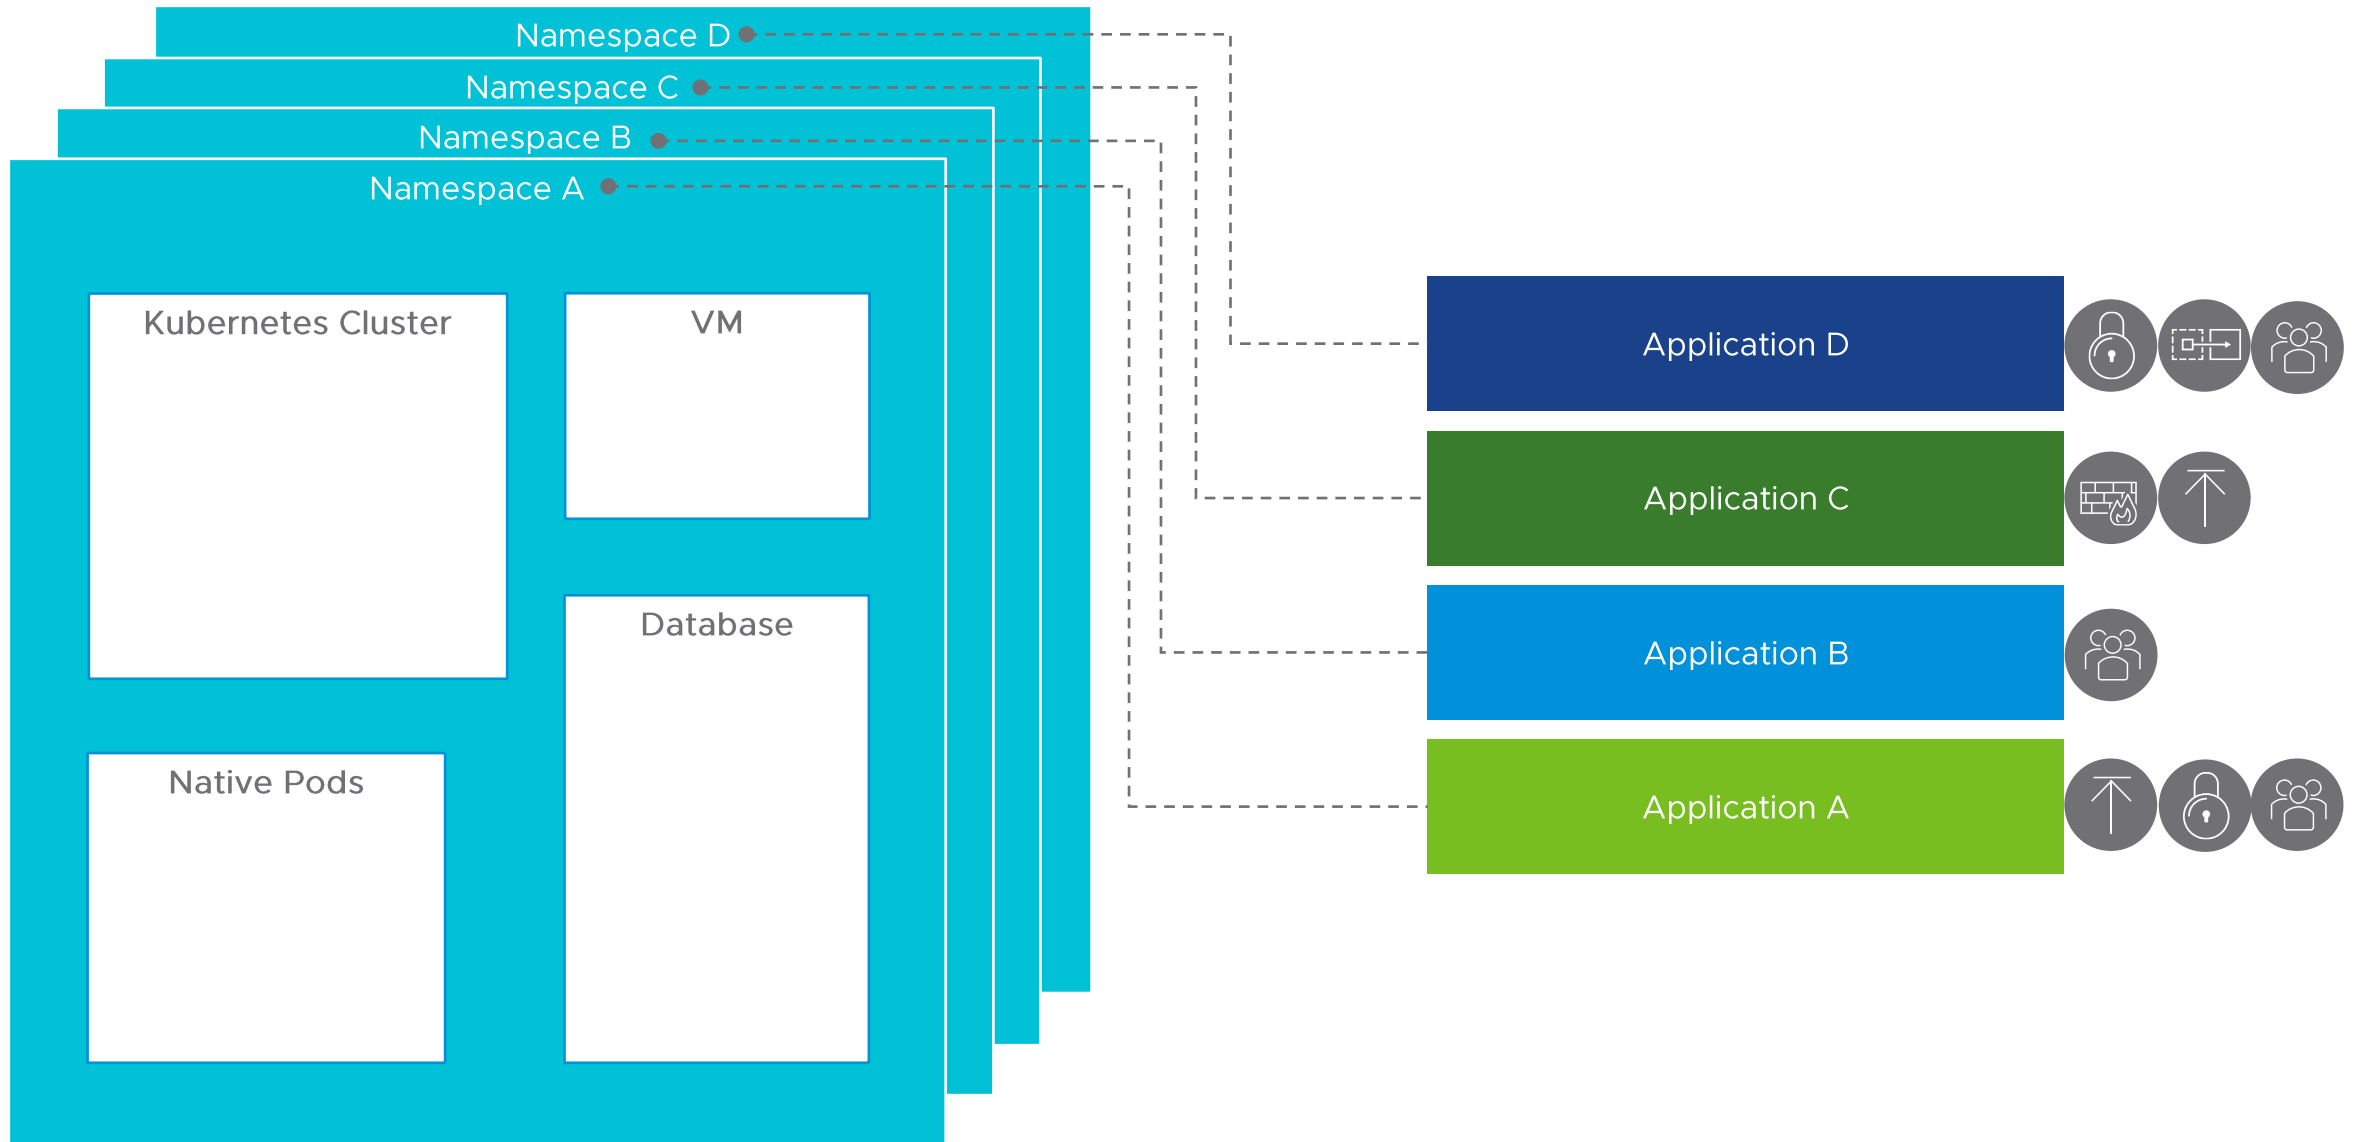 Namespace D
Namespace C
Namespace B
Namespace A
Kubernetes Cluster
VM
Database
Native Pods
Application D
Application C
Application B
Application A